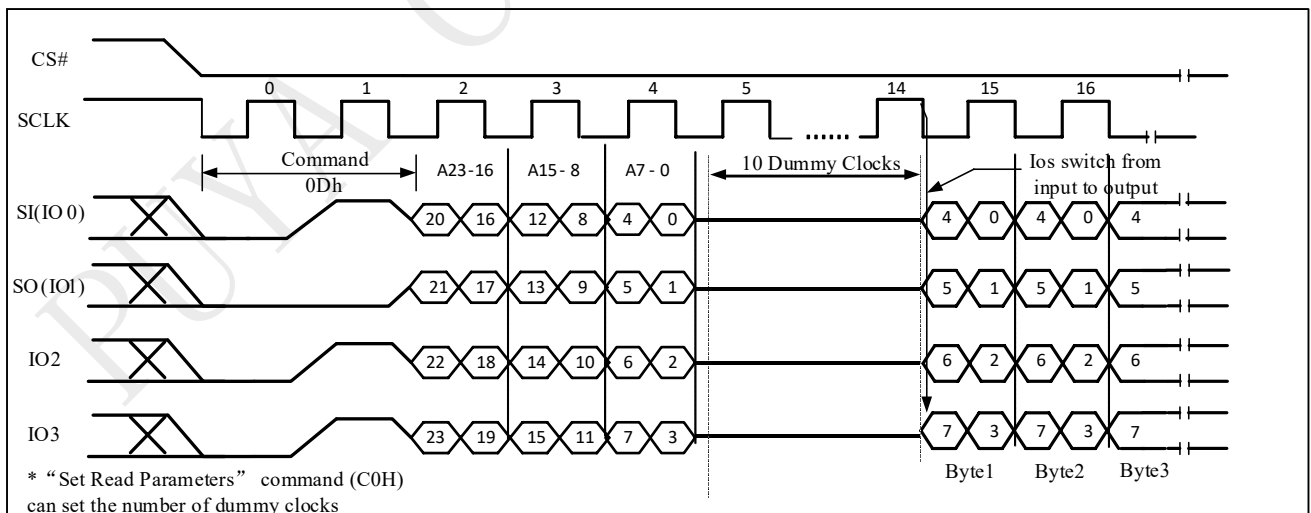 CS#
0 1 2 3 4 5 14 15 16
SCLK ......
Command A23-16 A15-8 A7-0 10 Dummy Clocks Ios switch from
0Dh input to output
SI(IO 0) 20 16 12 8 4 0 4 0 4 0 4
SO(IO1) 21 17 13 9 5 1 5 1 5 1 5
IO2 22 18 14 10 6 2 6 2 6 2 6
IO3 23 19 15 11 7 3 7 3 7 3 7
Byte1 Byte2 Byte3
* “Set Read Parameters” command (C0H)
can set the number of dummy clocks
PUYA C